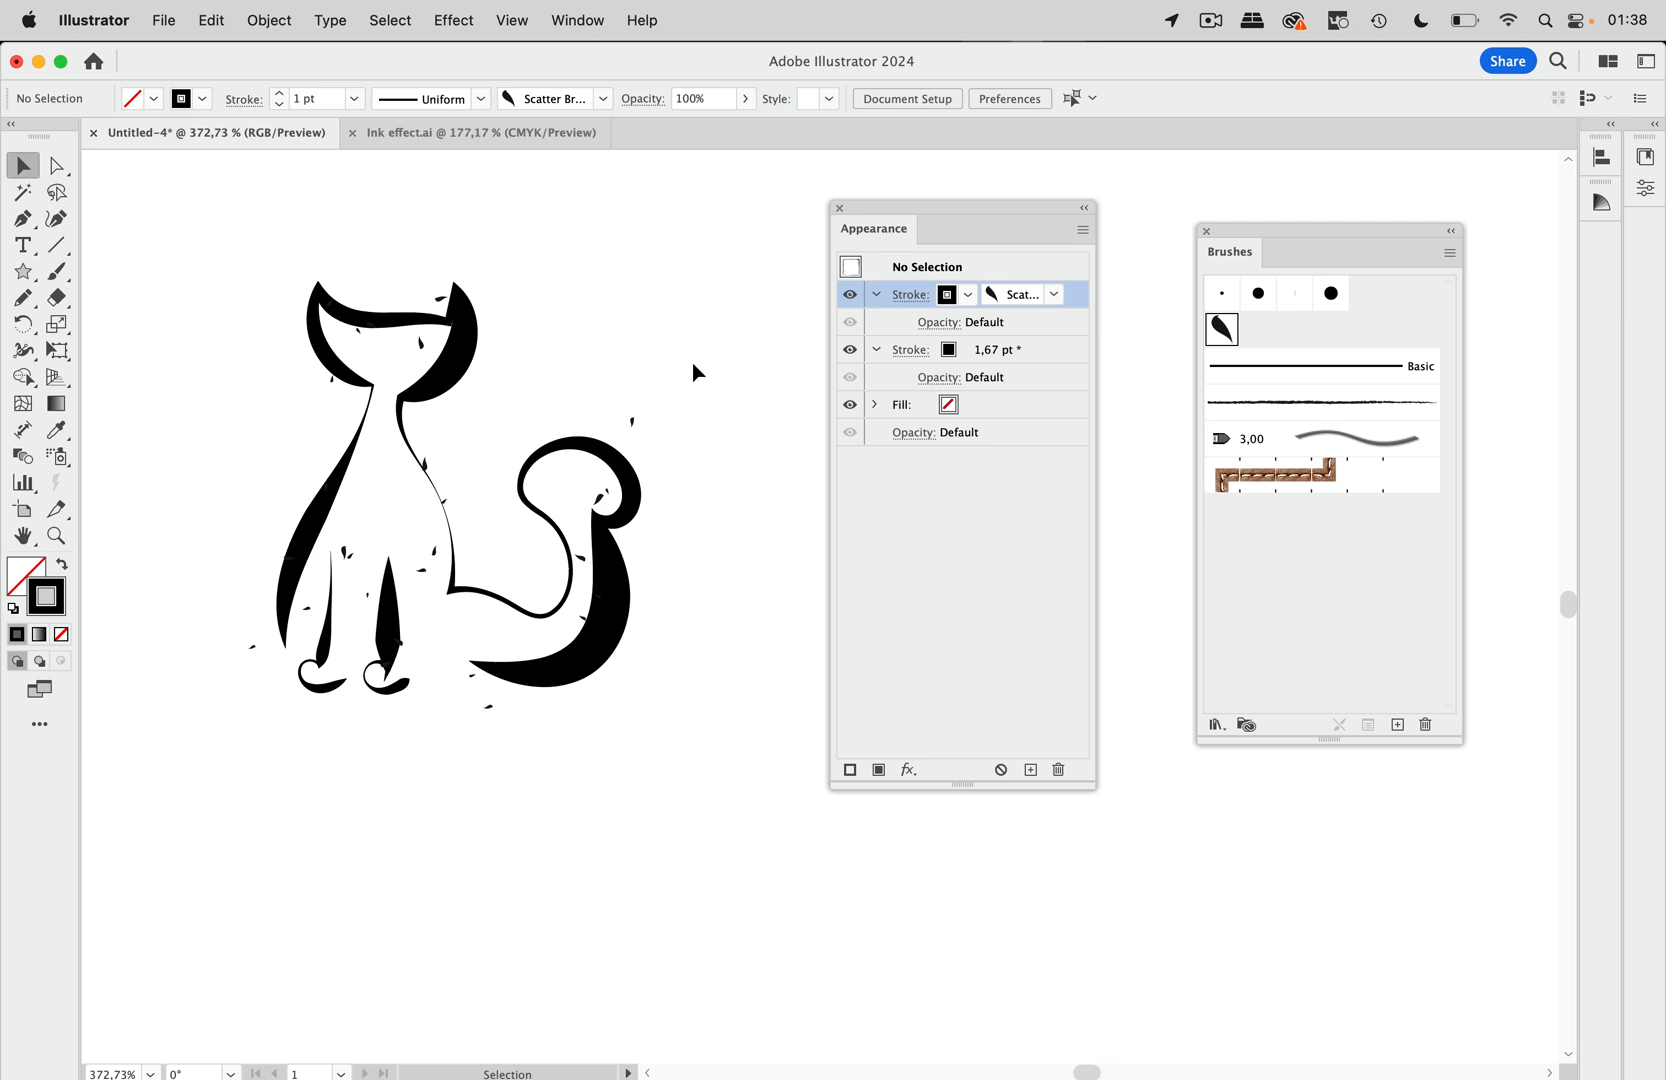 Illustrator File Edit Object Type Select Effect View Window Help 01:38
Adobe Illustrator 2024 Share
No Selection Stroke: 1 pt Uniform Scatter Br... Opacity: 100% Style: Document Setup Preferences
Untitled-4* @ 372,73 % (RGB/Preview) Ink effect.ai @ 177,17 % (CMYK/Preview)
Appearance
No Selection
Stroke: Scat...
Opacity: Default
Stroke: 1,67 pt *
Opacity: Default
Fill:
Opacity: Default
fx.
Brushes
Basic
3,00
372,73% 0° 1 Selection